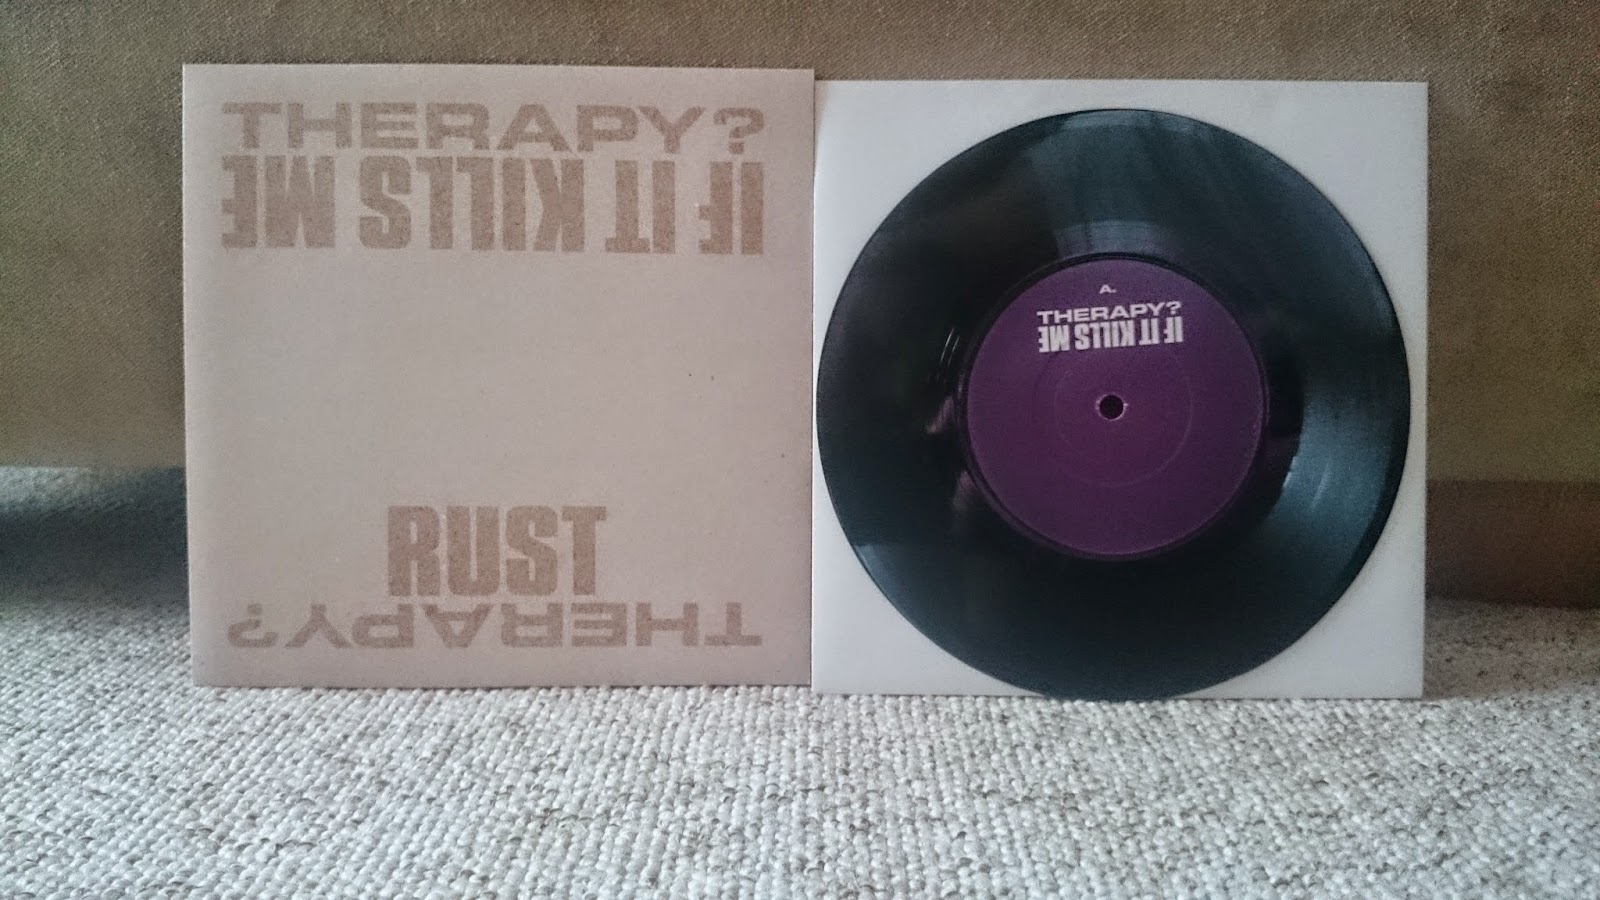 THERAPY?
IF IT KILLS ME
RUST
THERAPY?
A.
THERAPY?
IF IT KILLS ME